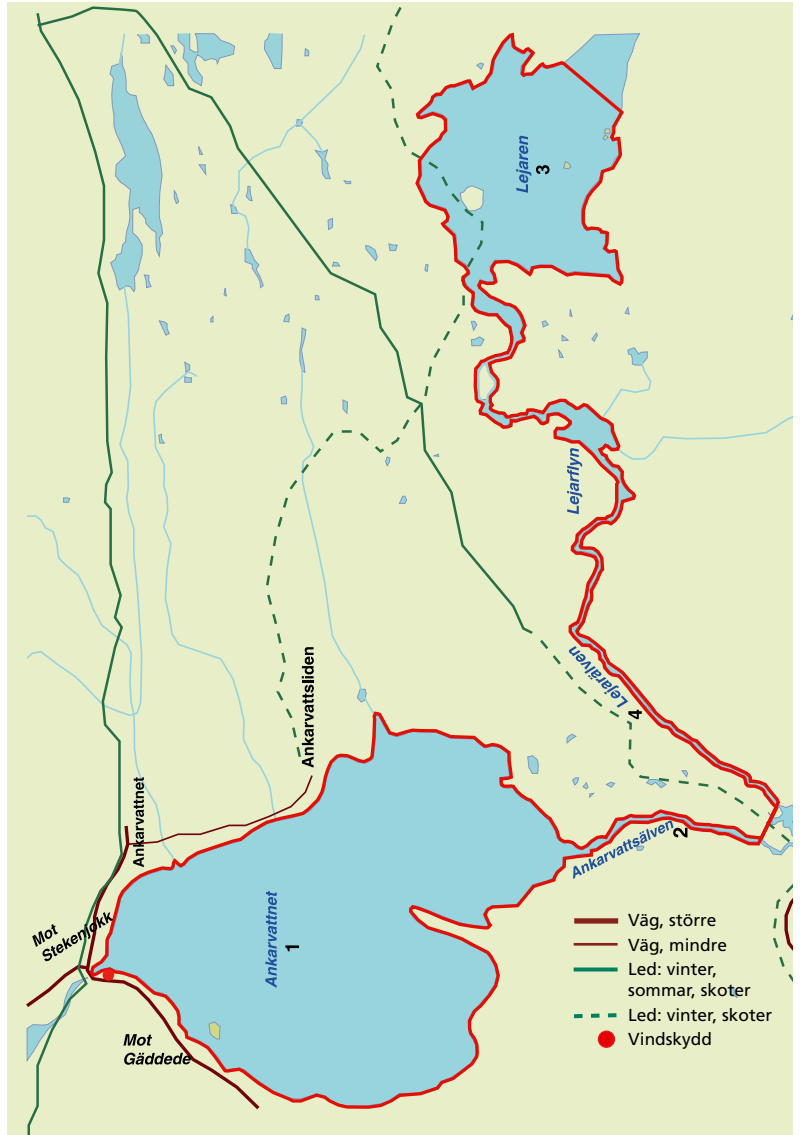 Lejaren
3
Lejarflyn
Lejarälven
4
Ankarvattsliden
Ankarvattnet
Ankarvattsälven
2
Mot
Stekenjokk
Ankarvattnet
1
Mot
Gäddede
Väg, större
Väg, mindre
Led: vinter,
sommar, skoter
Led: vinter, skoter
Vindskydd